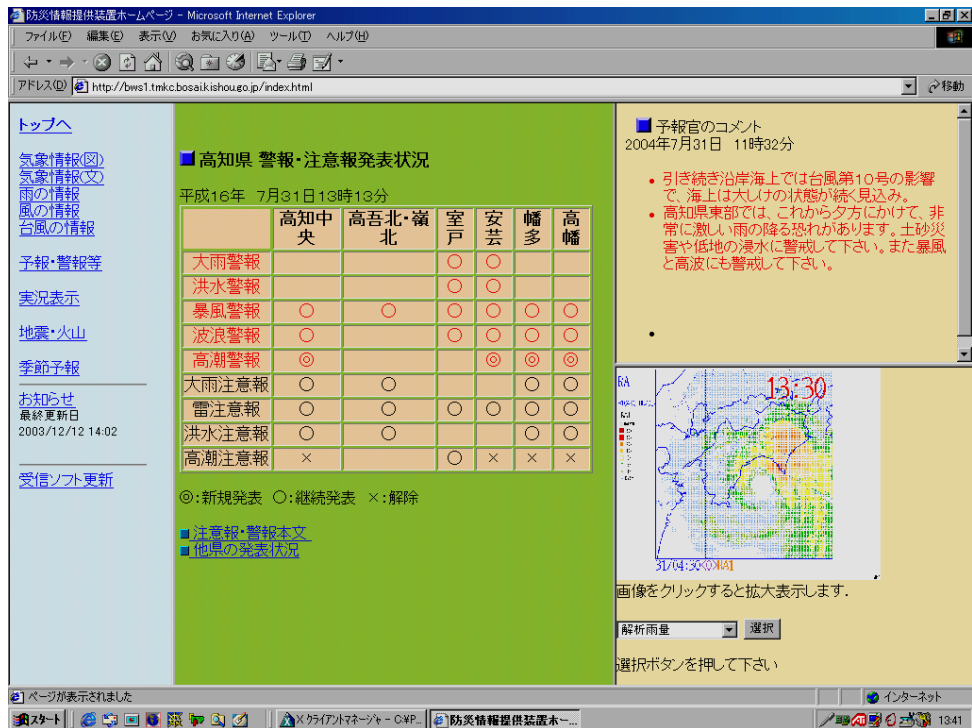 防災情報提供装置ホームページ - Microsoft Internet Explorer
ファイル(F) 編集(E) 表示(V) お気に入り(A) ツール(T) ヘルプ(H)
アドレス(D) http://bws1.tmkc.bosai.kishou.go.jp/index.html 移動
トップへ
気象情報(図)
気象情報(文)
雨の情報
風の情報
台風の情報
予報・警報等
実況表示
地震・火山
季節予報
お知らせ
最終更新日
2003/12/12 14:02
受信ソフト更新
高知県 警報・注意報発表状況
平成16年 7月31日13時13分
高知中央 高吾北・嶺北 室戸 安芸 幡多 高幡
大雨警報 ○ ○
洪水警報 ○ ○
暴風警報 ○ ○ ○ ○ ○ ○
波浪警報 ○ ○ ○ ○ ○
高潮警報 ◎ ◎ ◎ ◎
大雨注意報 ○ ○ ○ ○
雷注意報 ○ ○ ○ ○ ○ ○
洪水注意報 ○ ○ ○ ○
高潮注意報 × ○ × × ×
◎:新規発表 ○:継続発表 ×:解除
■注意報・警報本文
■他県の発表状況
予報官のコメント
2004年7月31日 11時32分
• 引き続き沿岸海上では台風第10号の影響
で、海上は大しけの状態が続く見込み。
• 高知県東部では、これから夕方にかけて、非
常に激しい雨の降る恐れがあります。土砂災
害や低地の浸水に警戒して下さい。また暴風
と高波にも警戒して下さい。
RA
13:30
31/04:30(0)RA1
画像をクリックすると拡大表示します.
解析雨量 選択
選択ボタンを押して下さい
ページが表示されました インターネット
スタート Xクライアントマネージャ - C:¥P... 防災情報提供装置ホー... 13:41